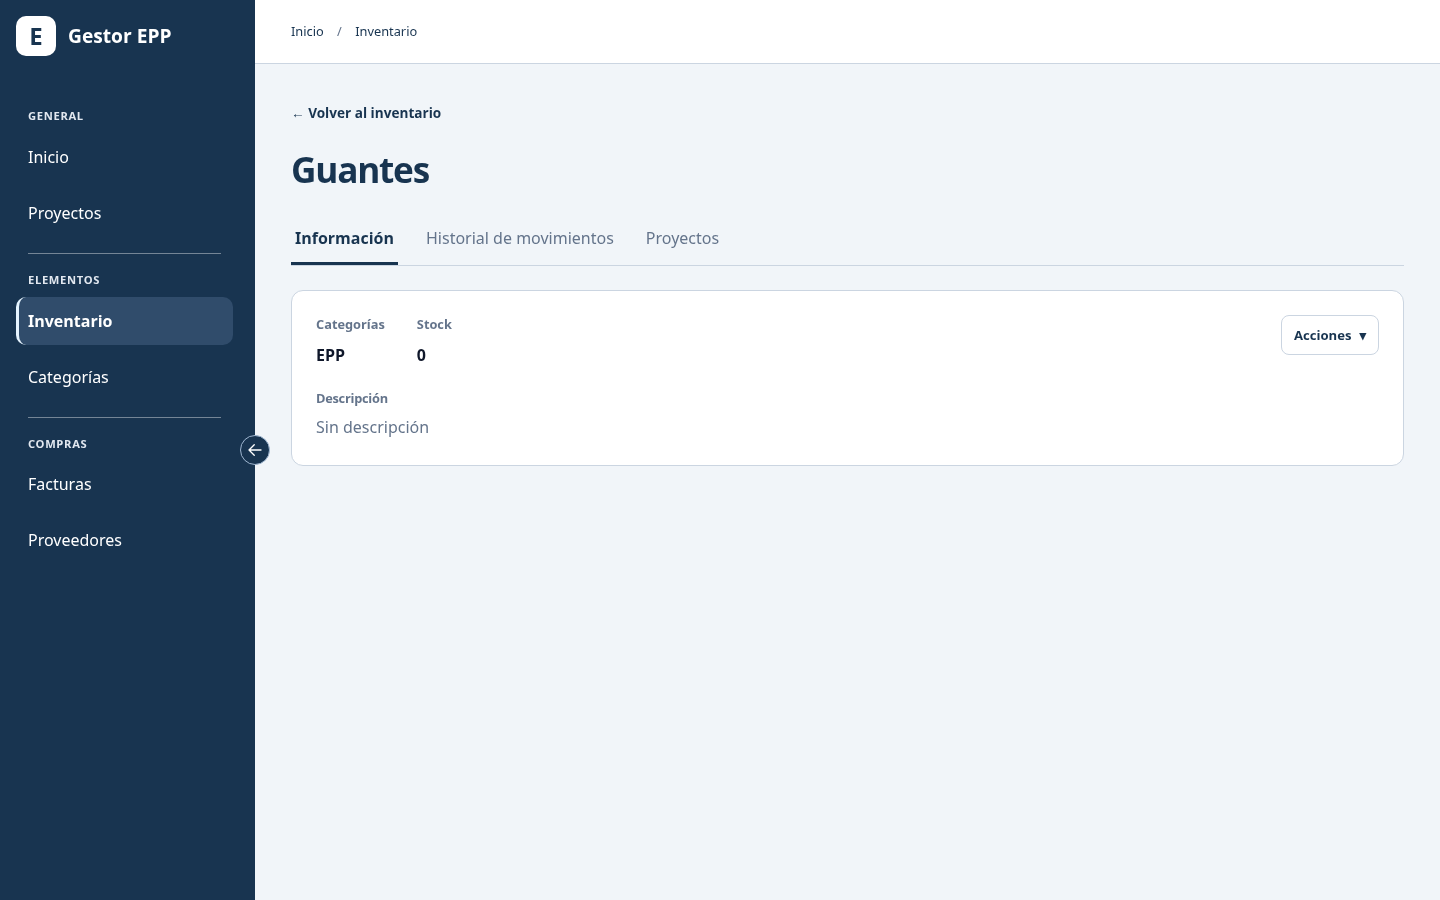 E
Gestor EPP
GENERAL
Inicio
Proyectos
ELEMENTOS
Inventario
Categorías
COMPRAS
Facturas
Proveedores
Inicio / Inventario
← Volver al inventario
Guantes
Información Historial de movimientos Proyectos
Categorías Stock
EPP 0
Acciones ▼
Descripción
Sin descripción